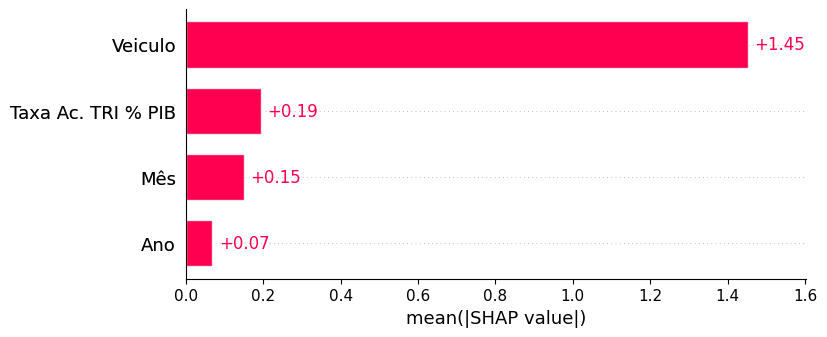 Veiculo
+1.45
Taxa Ac. TRI % PIB
+0.19
Mês
+0.15
Ano
+0.07
0.0 0.2 0.4 0.6 0.8 1.0 1.2 1.4 1.6
mean(|SHAP value|)